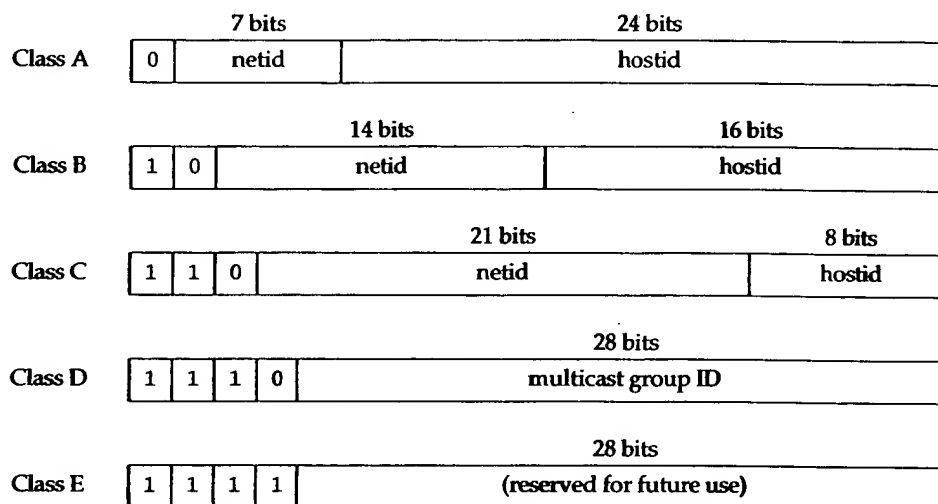 7 bits 24 bits
Class A 0 netid hostid
14 bits 16 bits
Class B 1 0 netid hostid
21 bits 8 bits
Class C 1 1 0 netid hostid
28 bits
Class D 1 1 1 0 multicast group ID
28 bits
Class E 1 1 1 1 (reserved for future use)